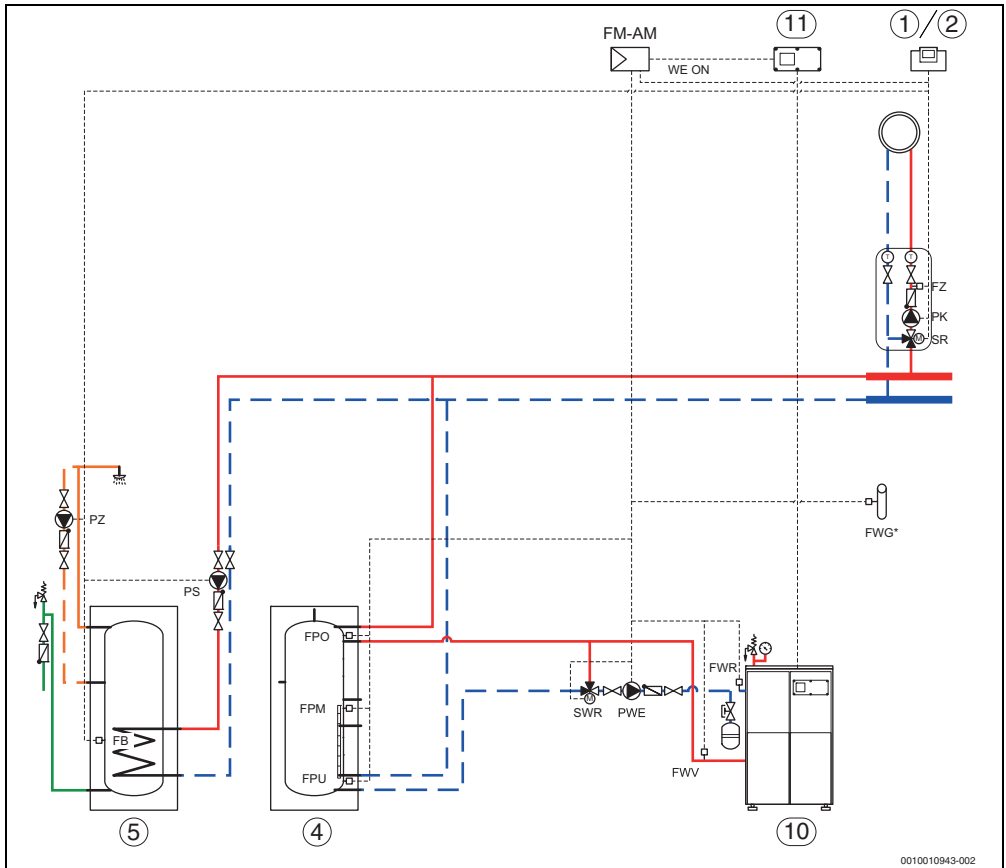 FM-AM
11
1 / 2
WE ON
T T
FZ
PK
M
SR
PZ
FWG*
PS
FPO
FWR
M
SWR
PWE
FPM
FB
FWV
FPU
5
4
10
0010010943-002